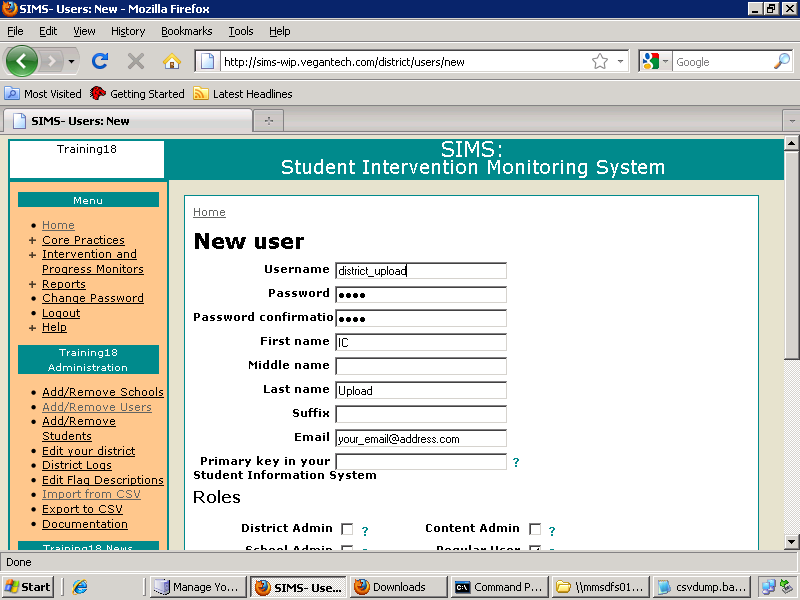 SIMS- Users: New - Mozilla Firefox
File Edit View History Bookmarks Tools Help
http://sims-wip.vegantech.com/district/users/new
Google
Most Visited Getting Started Latest Headlines
SIMS- Users: New
Training18
SIMS:
Student Intervention Monitoring System
Menu
Home
Core Practices
Intervention and
Progress Monitors
Reports
Change Password
Logout
Help
Training18
Administration
Add/Remove Schools
Add/Remove Users
Add/Remove
Students
Edit your district
District Logs
Edit Flag Descriptions
Import from CSV
Export to CSV
Documentation
Training18 News
Home
New user
Username district_upload
Password ●●●●
Password confirmatio ●●●●
First name IC
Middle name
Last name Upload
Suffix
Email your_email@address.com
Primary key in your ?
Student Information System
Roles
District Admin ? Content Admin ?
School Admin Regular User
Done
Start Manage Yo... SIMS- Use... Downloads Command P... \\mmsdfs01... csvdump.ba...